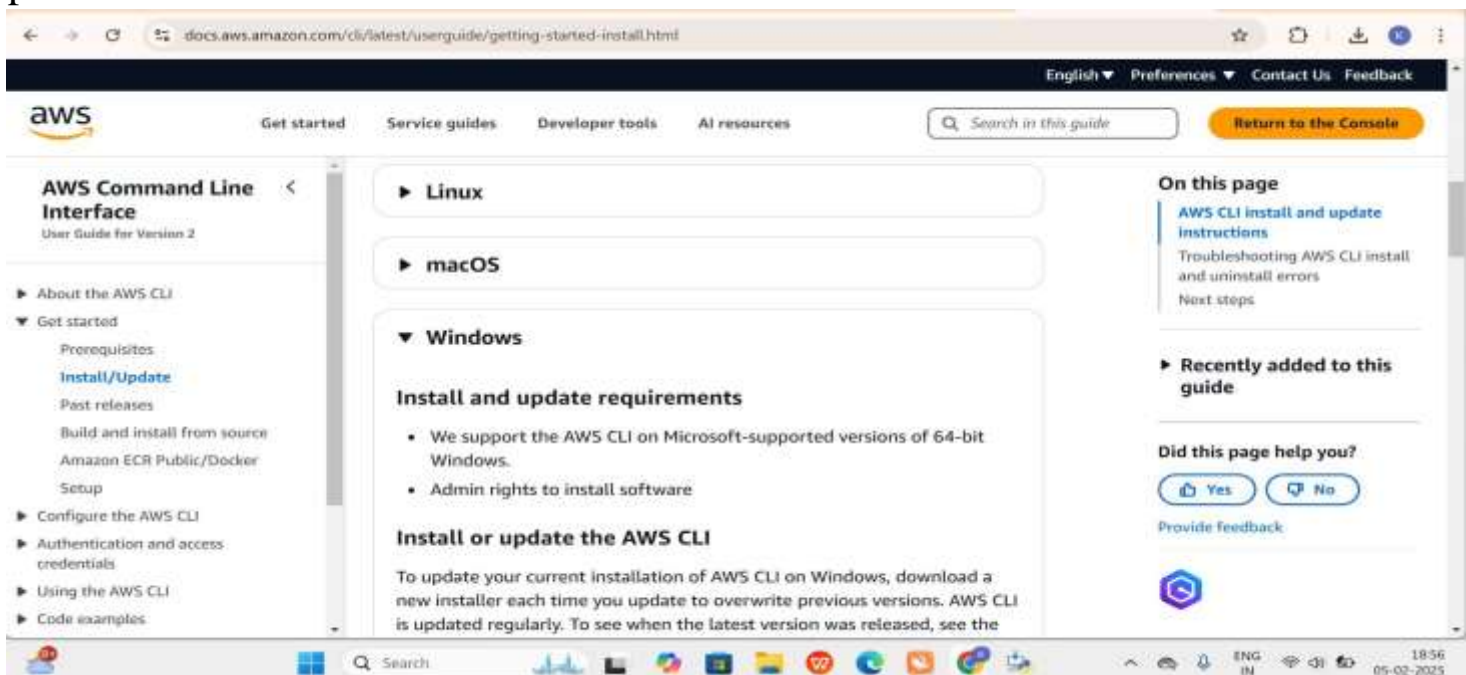 docs.aws.amazon.com/cli/latest/userguide/getting-started-install.html
English Preferences Contact Us Feedback
aws
Get started Service guides Developer tools AI resources
Search in this guide
Return to the Console
AWS Command Line
Interface
User Guide for Version 2
About the AWS CLI
Get started
Prerequisites
Install/Update
Past releases
Build and install from source
Amazon ECR Public/Docker
Setup
Configure the AWS CLI
Authentication and access
credentials
Using the AWS CLI
Code examples
Linux
macOS
Windows
Install and update requirements
• We support the AWS CLI on Microsoft-supported versions of 64-bit
Windows.
• Admin rights to install software
Install or update the AWS CLI
To update your current installation of AWS CLI on Windows, download a
new installer each time you update to overwrite previous versions. AWS CLI
is updated regularly. To see when the latest version was released, see the
On this page
AWS CLI install and update
instructions
Troubleshooting AWS CLI install
and uninstall errors
Next steps
Recently added to this
guide
Did this page help you?
Yes No
Provide feedback
Search
ENG
IN
18:56
05-02-2025